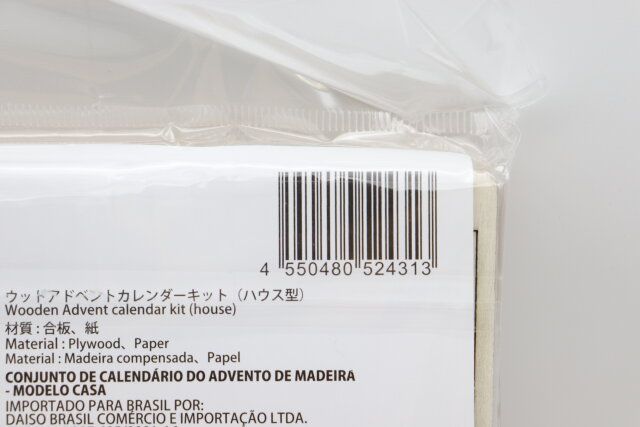 4 550480 524313
ウッドアドベントカレンダーキット（ハウス型）
Wooden Advent calendar kit (house)
材質 : 合板、紙
Material : Plywood、Paper
Material : Madeira compensada、Papel
CONJUNTO DE CALENDÁRIO DO ADVENTO DE MADEIRA
- MODELO CASA
IMPORTADO PARA BRASIL POR:
DAISO BRASIL COMÉRCIO E IMPORTAÇÃO LTDA.